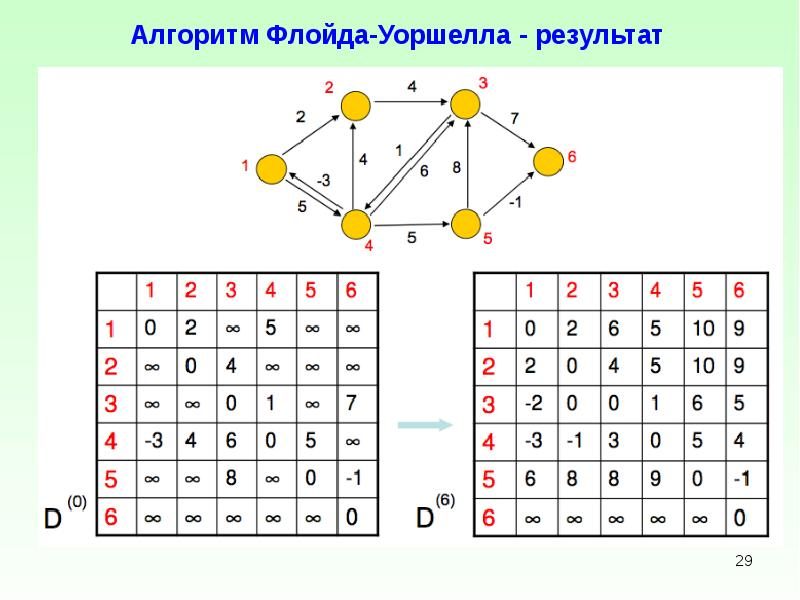 Алгоритм Флойда-Уоршелла - результат
2 4 3
2 7
1 -3 4 1 6 8 6
5 -1
4 5 5
1 2 3 4 5 6
1 0 2 ∞ 5 ∞ ∞
2 ∞ 0 4 ∞ ∞ ∞
3 ∞ ∞ 0 1 ∞ 7
4 -3 4 6 0 5 ∞
5 ∞ ∞ 8 ∞ 0 -1
6 ∞ ∞ ∞ ∞ ∞ 0
D (0)
1 2 3 4 5 6
1 0 2 6 5 10 9
2 2 0 4 5 10 9
3 -2 0 0 1 6 5
4 -3 -1 3 0 5 4
5 6 8 8 9 0 -1
6 ∞ ∞ ∞ ∞ ∞ 0
D (6)
29